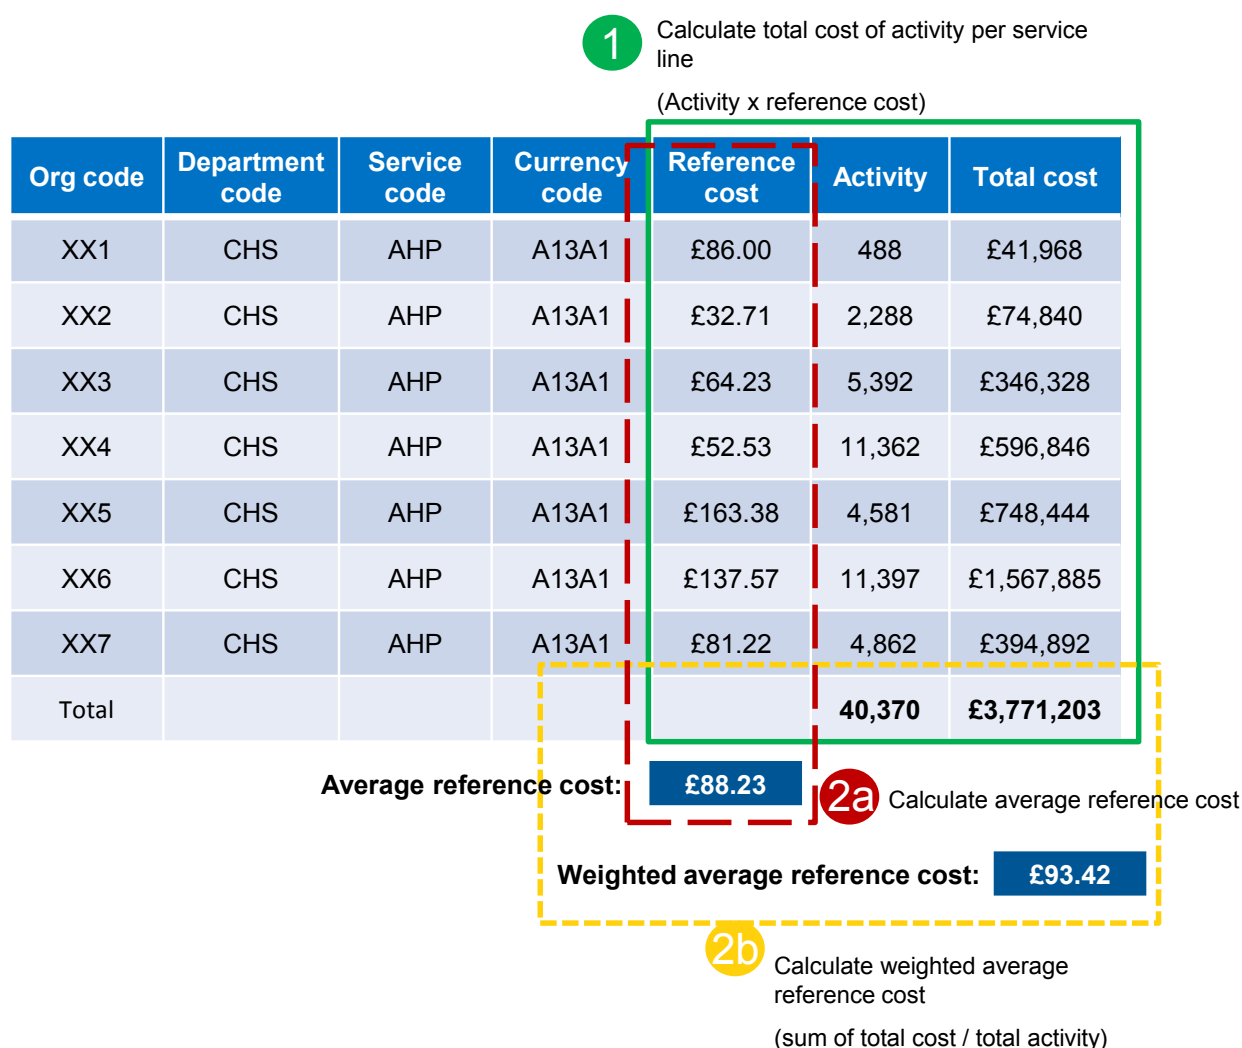 1
Calculate total cost of activity per service
line
(Activity x reference cost)
Org code Department code Service code Currency code Reference cost Activity Total cost
XX1 CHS AHP A13A1 £86.00 488 £41,968
XX2 CHS AHP A13A1 £32.71 2,288 £74,840
XX3 CHS AHP A13A1 £64.23 5,392 £346,328
XX4 CHS AHP A13A1 £52.53 11,362 £596,846
XX5 CHS AHP A13A1 £163.38 4,581 £748,444
XX6 CHS AHP A13A1 £137.57 11,397 £1,567,885
XX7 CHS AHP A13A1 £81.22 4,862 £394,892
Total 40,370 £3,771,203
Average reference cost: £88.23 2a Calculate average reference cost
Weighted average reference cost: £93.42
2b
Calculate weighted average
reference cost
(sum of total cost / total activity)